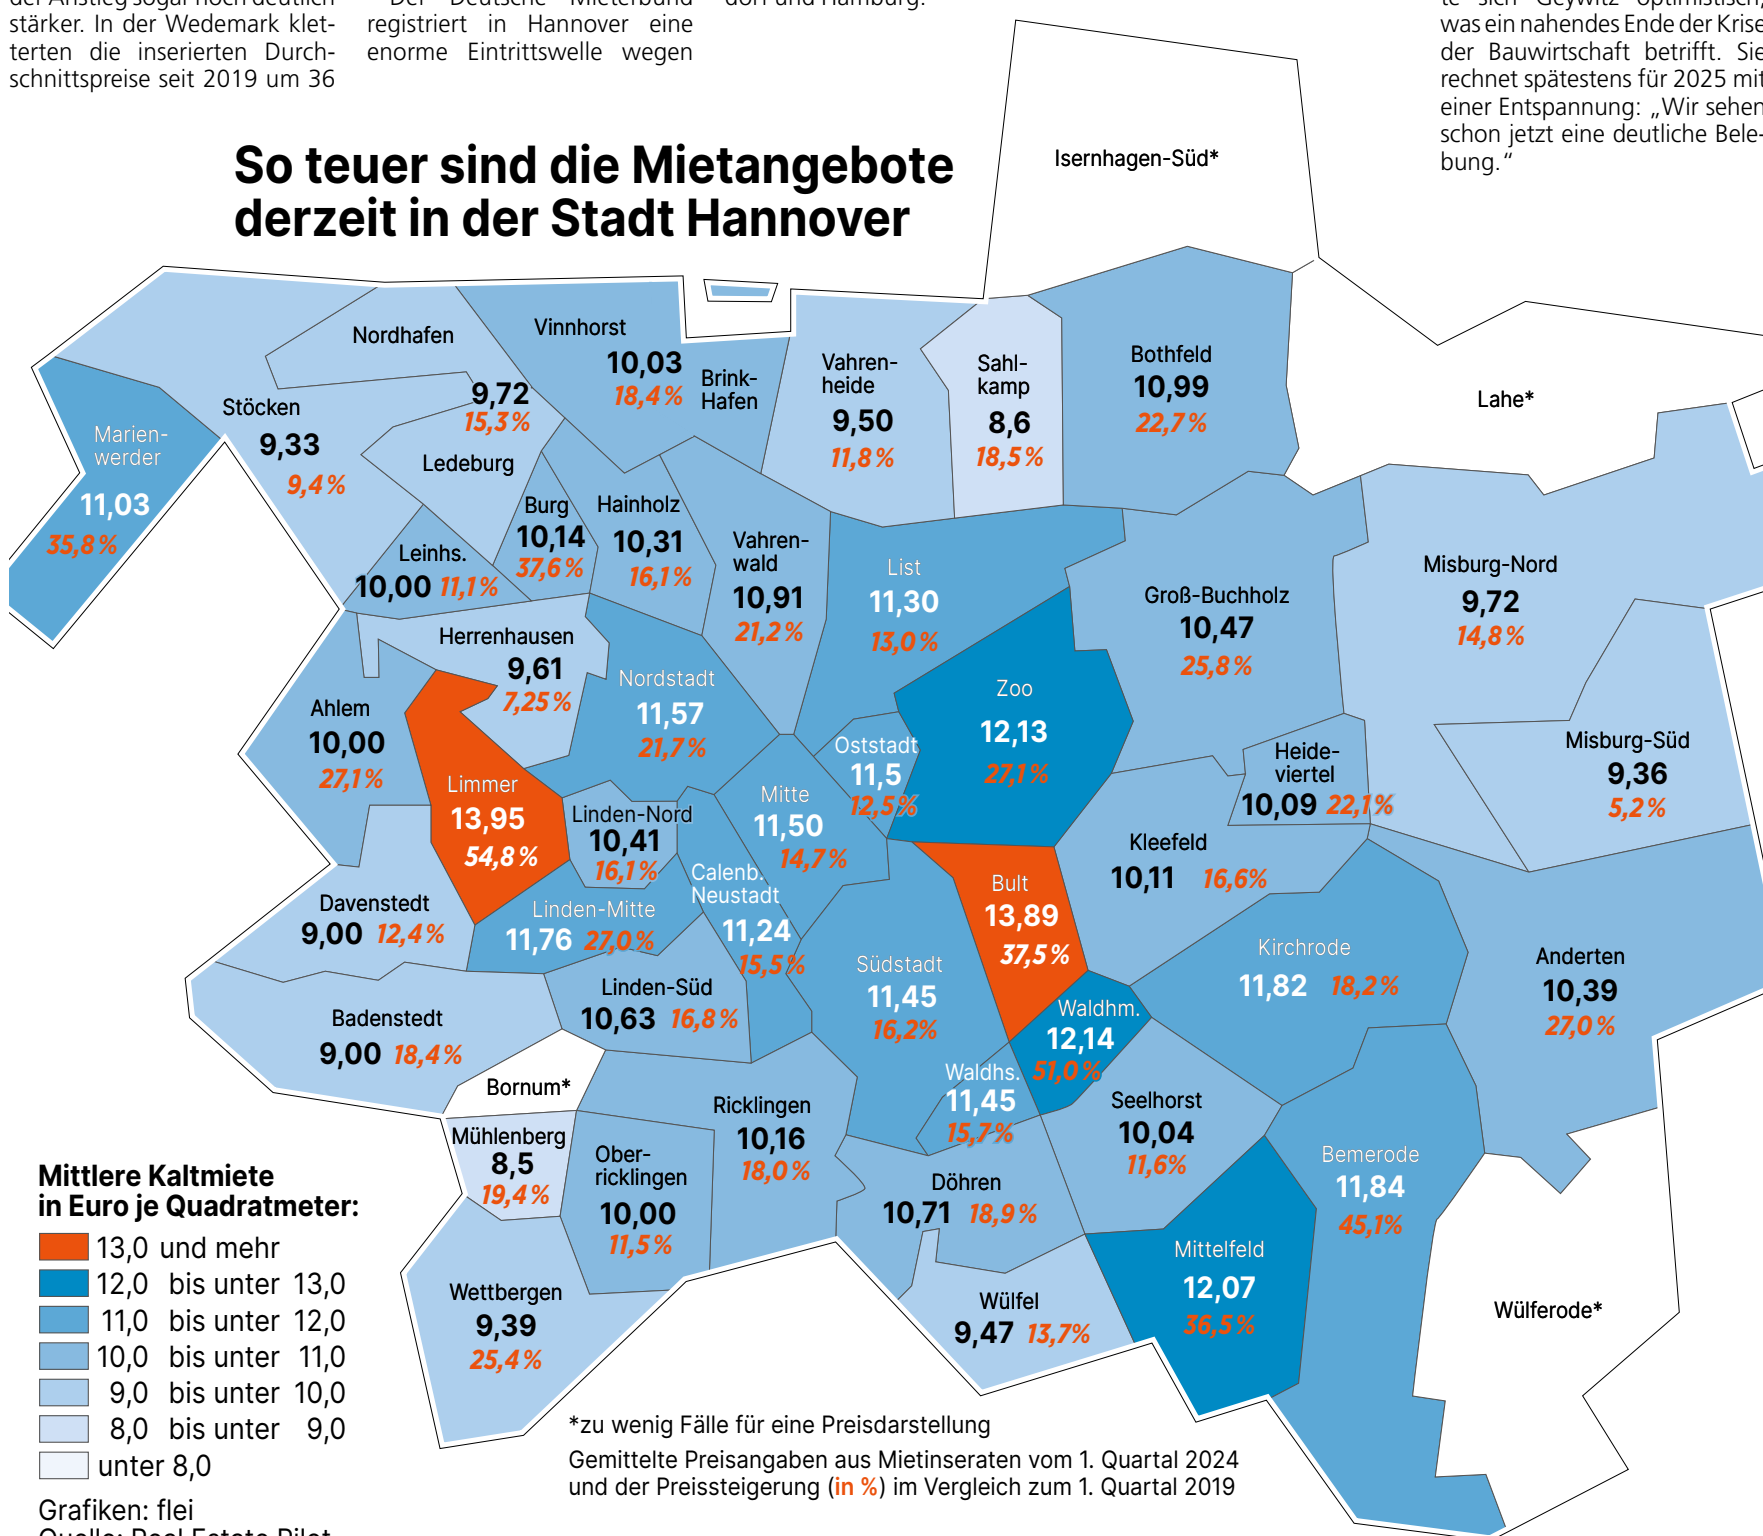 stärker. In der Wedemark klet-
terten die inserierten Durch-
schnittspreise seit 2019 um 36
Der Deutsche Mieterbund
registriert in Hannover eine
enorme Eintrittswelle wegen
dorf und Hamburg.
te sich Geywitz optimistisch,
was ein nahendes Ende der Krise
der Bauwirtschaft betrifft. Sie
rechnet spätestens für 2025 mit
einer Entspannung: „Wir sehen
schon jetzt eine deutliche Bele-
bung.“
So teuer sind die Mietangebote
derzeit in der Stadt Hannover
Isernhagen-Süd*
Nordhafen
Vinnhorst
10,03
18,4%
Brink-
Hafen
9,72
15,3%
Ledeburg
Stöcken
9,33
9,4%
Marien-
werder
11,03
35,8%
Vahren-
heide
9,50
11,8%
Sahl-
kamp
8,6
18,5%
Bothfeld
10,99
22,7%
Lahe*
Burg
10,14
37,6%
Hainholz
10,31
16,1%
Leinhs.
10,00 11,1%
Vahren-
wald
10,91
21,2%
List
11,30
13,0%
Groß-Buchholz
10,47
25,8%
Misburg-Nord
9,72
14,8%
Herrenhausen
9,61
7,25%
Nordstadt
11,57
21,7%
Zoo
12,13
27,1%
Ahlem
10,00
27,1%
Limmer
13,95
54,8%
Oststadt
11,5
12,5%
Heide-
viertel
10,09 22,1%
Misburg-Süd
9,36
5,2%
Linden-Nord
10,41
16,1%
Mitte
11,50
14,7%
Kleefeld
10,11 16,6%
Calenb.
Neustadt
11,24
15,5%
Bult
13,89
37,5%
Davenstedt
9,00 12,4%
Linden-Mitte
11,76 27,0%
Südstadt
11,45
16,2%
Kirchrode
11,82 18,2%
Anderten
10,39
27,0%
Linden-Süd
10,63 16,8%
Badenstedt
9,00 18,4%
Waldhm.
12,14
51,0%
Bornum*
Waldhs.
11,45
15,7%
Ricklingen
10,16
18,0%
Seelhorst
10,04
11,6%
Mühlenberg
8,5
19,4%
Ober-
ricklingen
10,00
11,5%
Döhren
10,71 18,9%
Bemerode
11,84
45,1%
Mittelfeld
12,07
36,5%
Wettbergen
9,39
25,4%
Wülfel
9,47 13,7%
Wülferode*
Mittlere Kaltmiete
in Euro je Quadratmeter:
13,0 und mehr
12,0 bis unter 13,0
11,0 bis unter 12,0
10,0 bis unter 11,0
9,0 bis unter 10,0
8,0 bis unter 9,0
unter 8,0
Grafiken: flei
Quelle: Real Estate Pilot
*zu wenig Fälle für eine Preisdarstellung
Gemittelte Preisangaben aus Mietinseraten vom 1. Quartal 2024
und der Preissteigerung (in %) im Vergleich zum 1. Quartal 2019